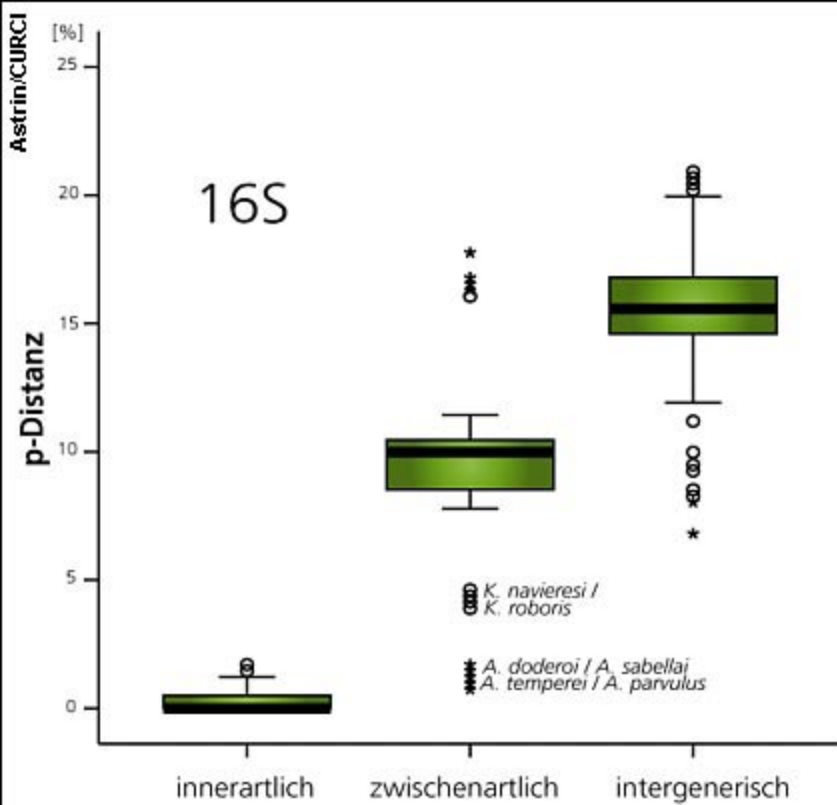 Astrin/CURCI
[%]
25
20
15
10
5
0
p-Distanz
16S
K. navieresi /
K. roboris
A. doderoi / A. sabellai
A. temperei / A. parvulus
innerartlich
zwischenartlich
intergenerisch